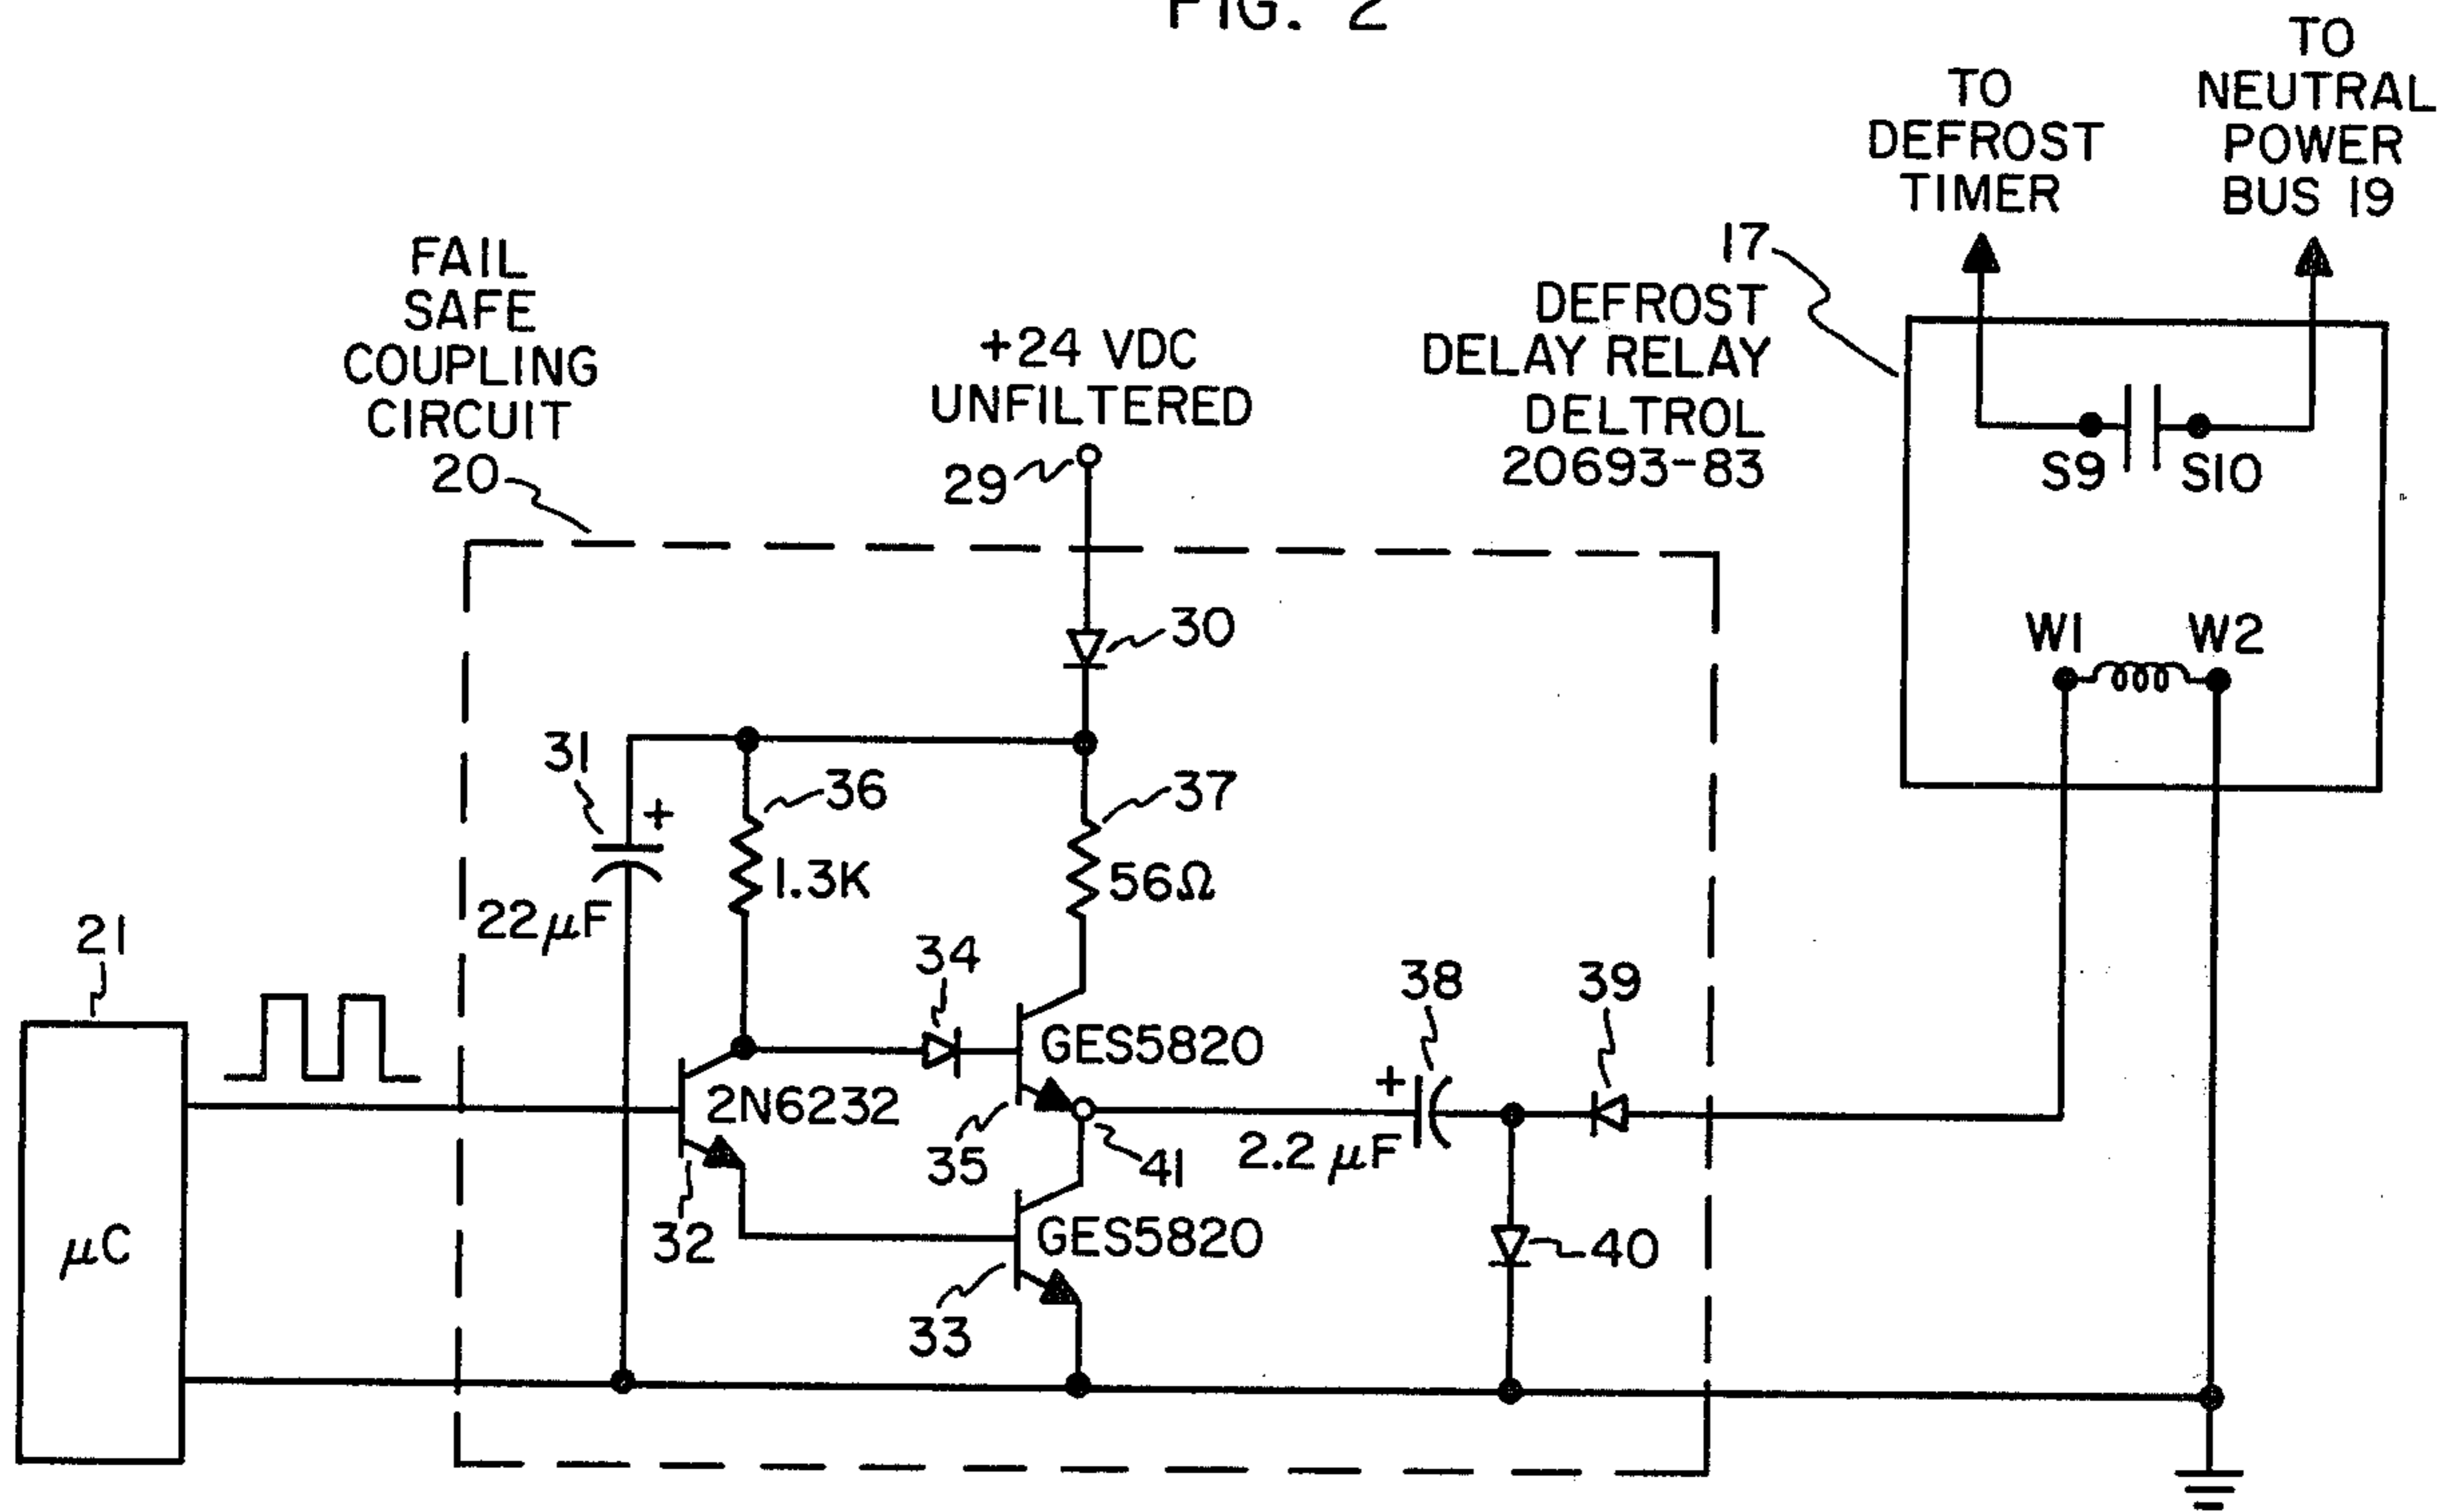 FIG. 2
TO
DEFROST
TIMER
TO
NEUTRAL
POWER
BUS 19
17
DEFROST
DELAY RELAY
DELTROL
20693-83
S9
S10
W1
W2
FAIL
SAFE
COUPLING
CIRCUIT
20
+24 VDC
UNFILTERED
29
30
31
+
22μF
36
1.3K
37
56Ω
21
μC
34
GES5820
35
2N6232
32
41
GES5820
33
38
+
2.2μF
39
40